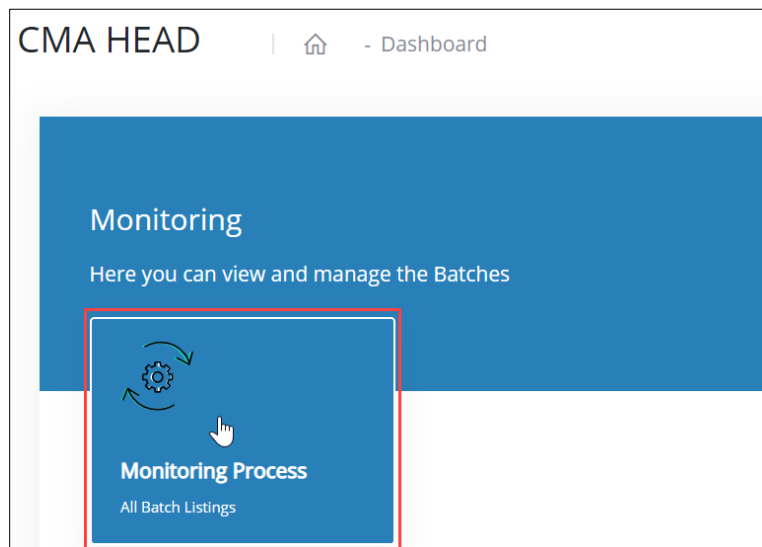 CMA HEAD | - Dashboard
Monitoring
Here you can view and manage the Batches
Monitoring Process
All Batch Listings